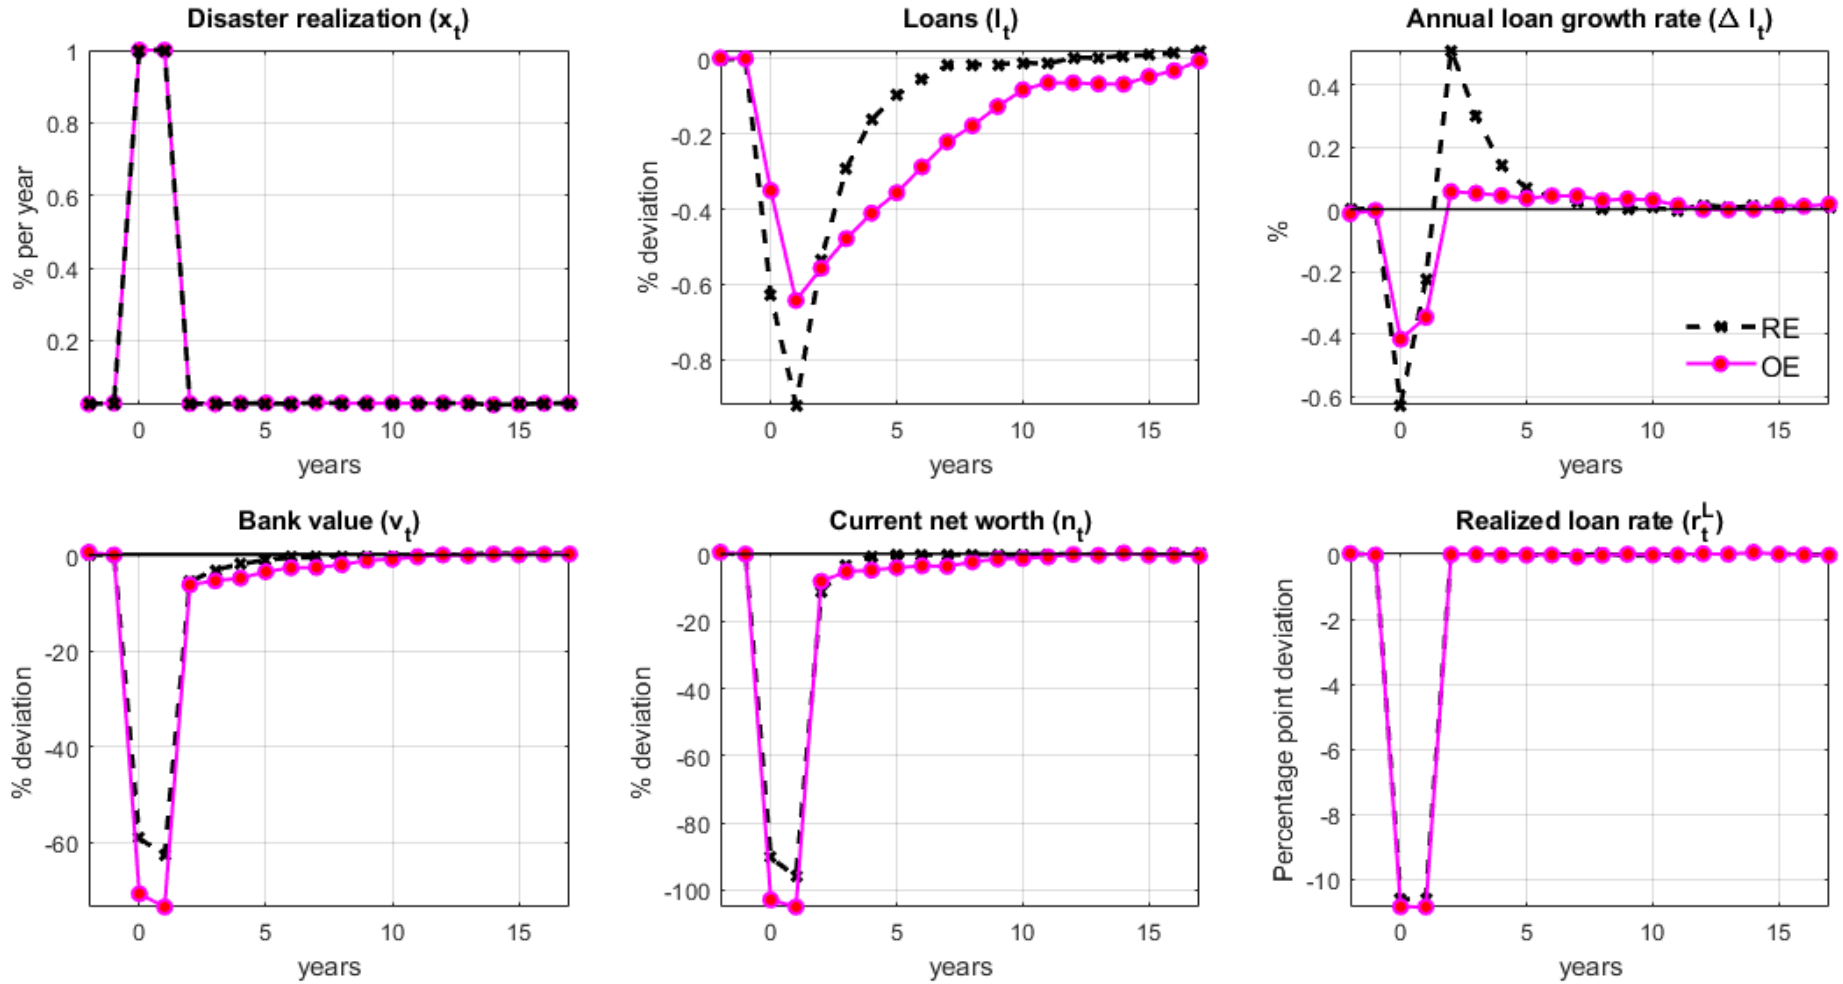 Disaster realization (x_t)
% per year
1
0.8
0.6
0.4
0.2
0 5 10 15
years
Loans (l_t)
% deviation
0
-0.2
-0.4
-0.6
-0.8
0 5 10 15
years
Annual loan growth rate (Δ l_t)
%
0.4
0.2
0
-0.2
-0.4
-0.6
RE
OE
0 5 10 15
years
Bank value (v_t)
% deviation
0
-20
-40
-60
0 5 10 15
years
Current net worth (n_t)
% deviation
0
-20
-40
-60
-80
-100
0 5 10 15
years
Realized loan rate (r_t^L)
Percentage point deviation
0
-2
-4
-6
-8
-10
0 5 10 15
years